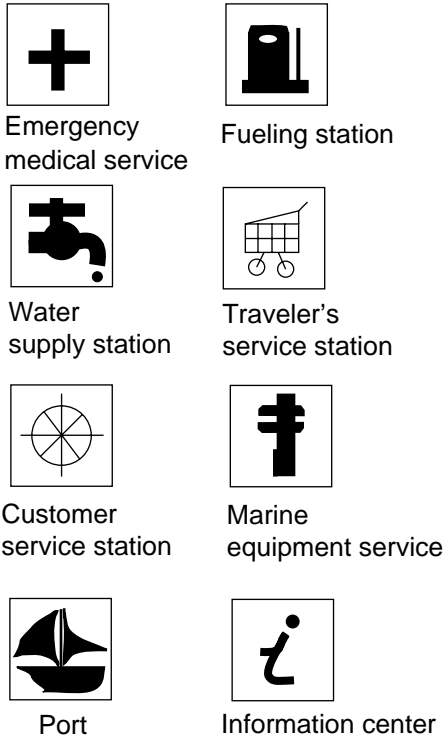 Emergency
medical service
Fueling station
Water
supply station
Traveler's
service station
Customer
service station
Marine
equipment service
Port
Information center